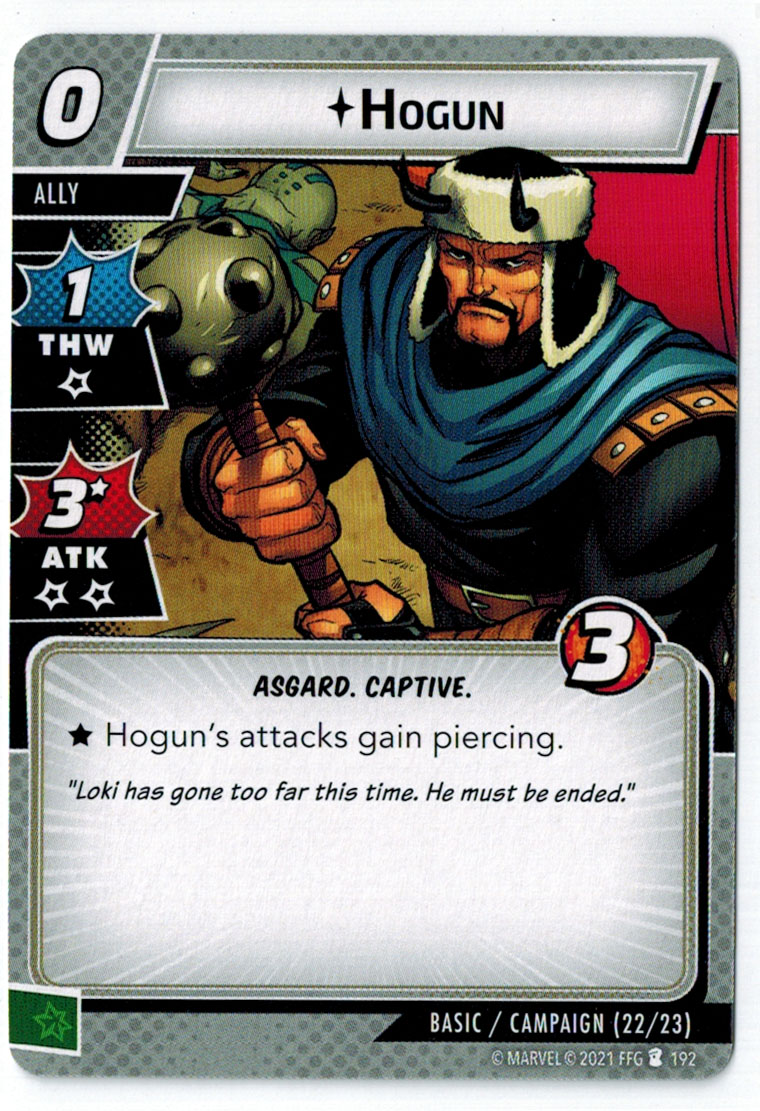 0
HOGUN
ALLY
1
THW
3
ATK
3
ASGARD. CAPTIVE.
★ Hogun's attacks gain piercing.
"Loki has gone too far this time. He must be ended."
BASIC / CAMPAIGN (22/23)
© MARVEL © 2021 FFG 192